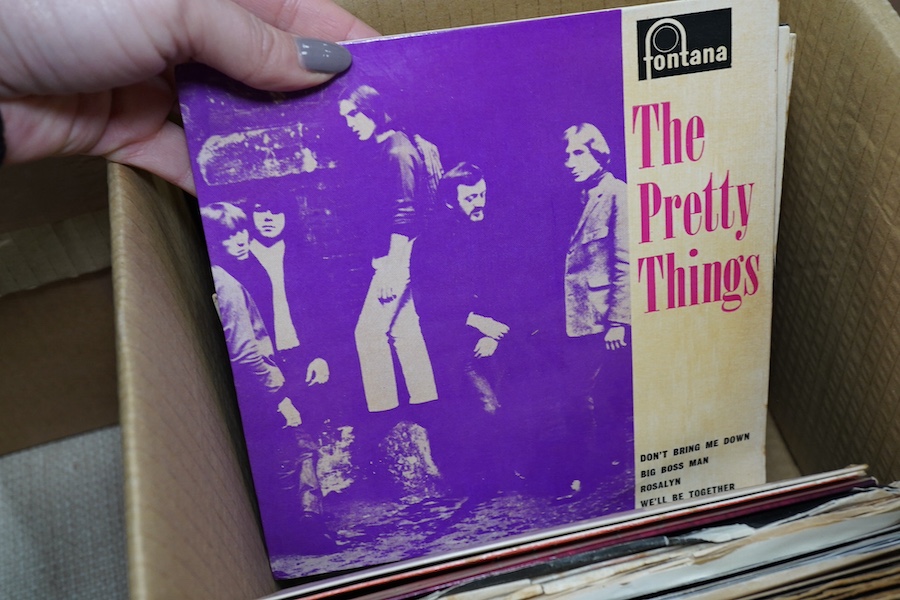 fontana
The
Pretty
Things
DON'T BRING ME DOWN
BIG BOSS MAN
ROSALYN
WE'LL BE TOGETHER